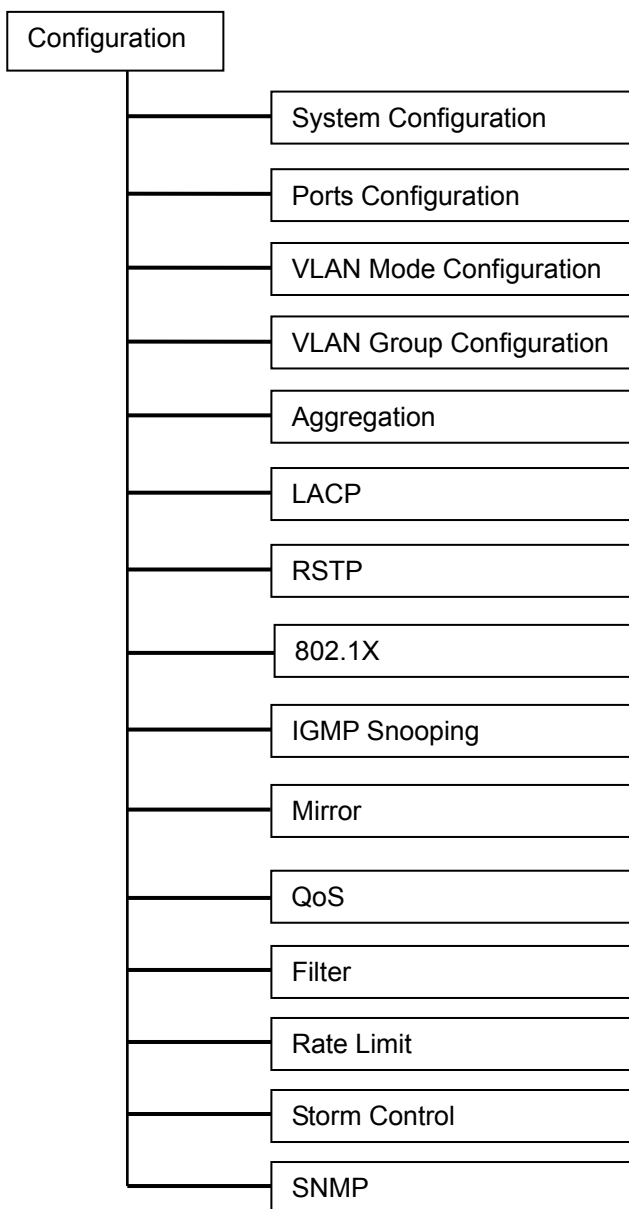 Configuration
System Configuration
Ports Configuration
VLAN Mode Configuration
VLAN Group Configuration
Aggregation
LACP
RSTP
802.1X
IGMP Snooping
Mirror
QoS
Filter
Rate Limit
Storm Control
SNMP